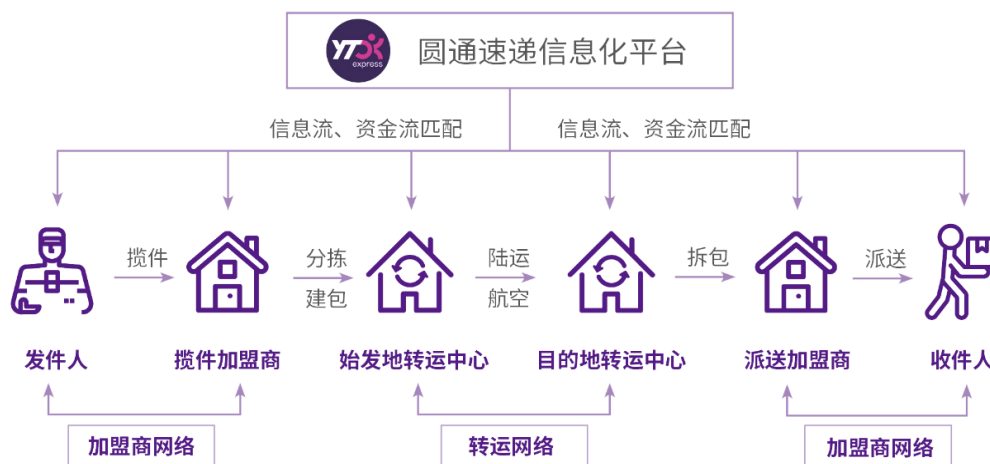 YTO express
圆通速递信息化平台
信息流、资金流匹配
信息流、资金流匹配
揽件
分拣
建包
陆运
航空
拆包
派送
发件人
揽件加盟商
始发地转运中心
目的地转运中心
派送加盟商
收件人
加盟商网络
转运网络
加盟商网络